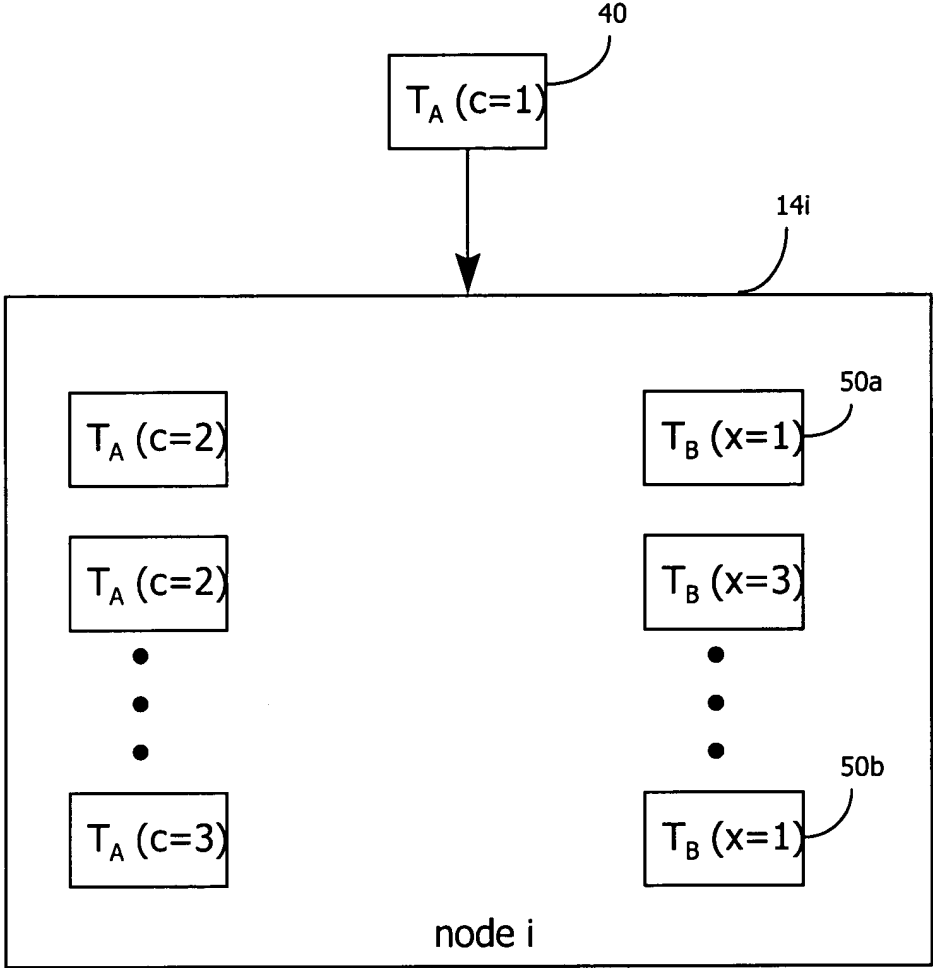 40
T_A (c=1)
14i
50a
T_A (c=2)
T_B (x=1)
T_A (c=2)
T_B (x=3)
50b
T_A (c=3)
T_B (x=1)
node i